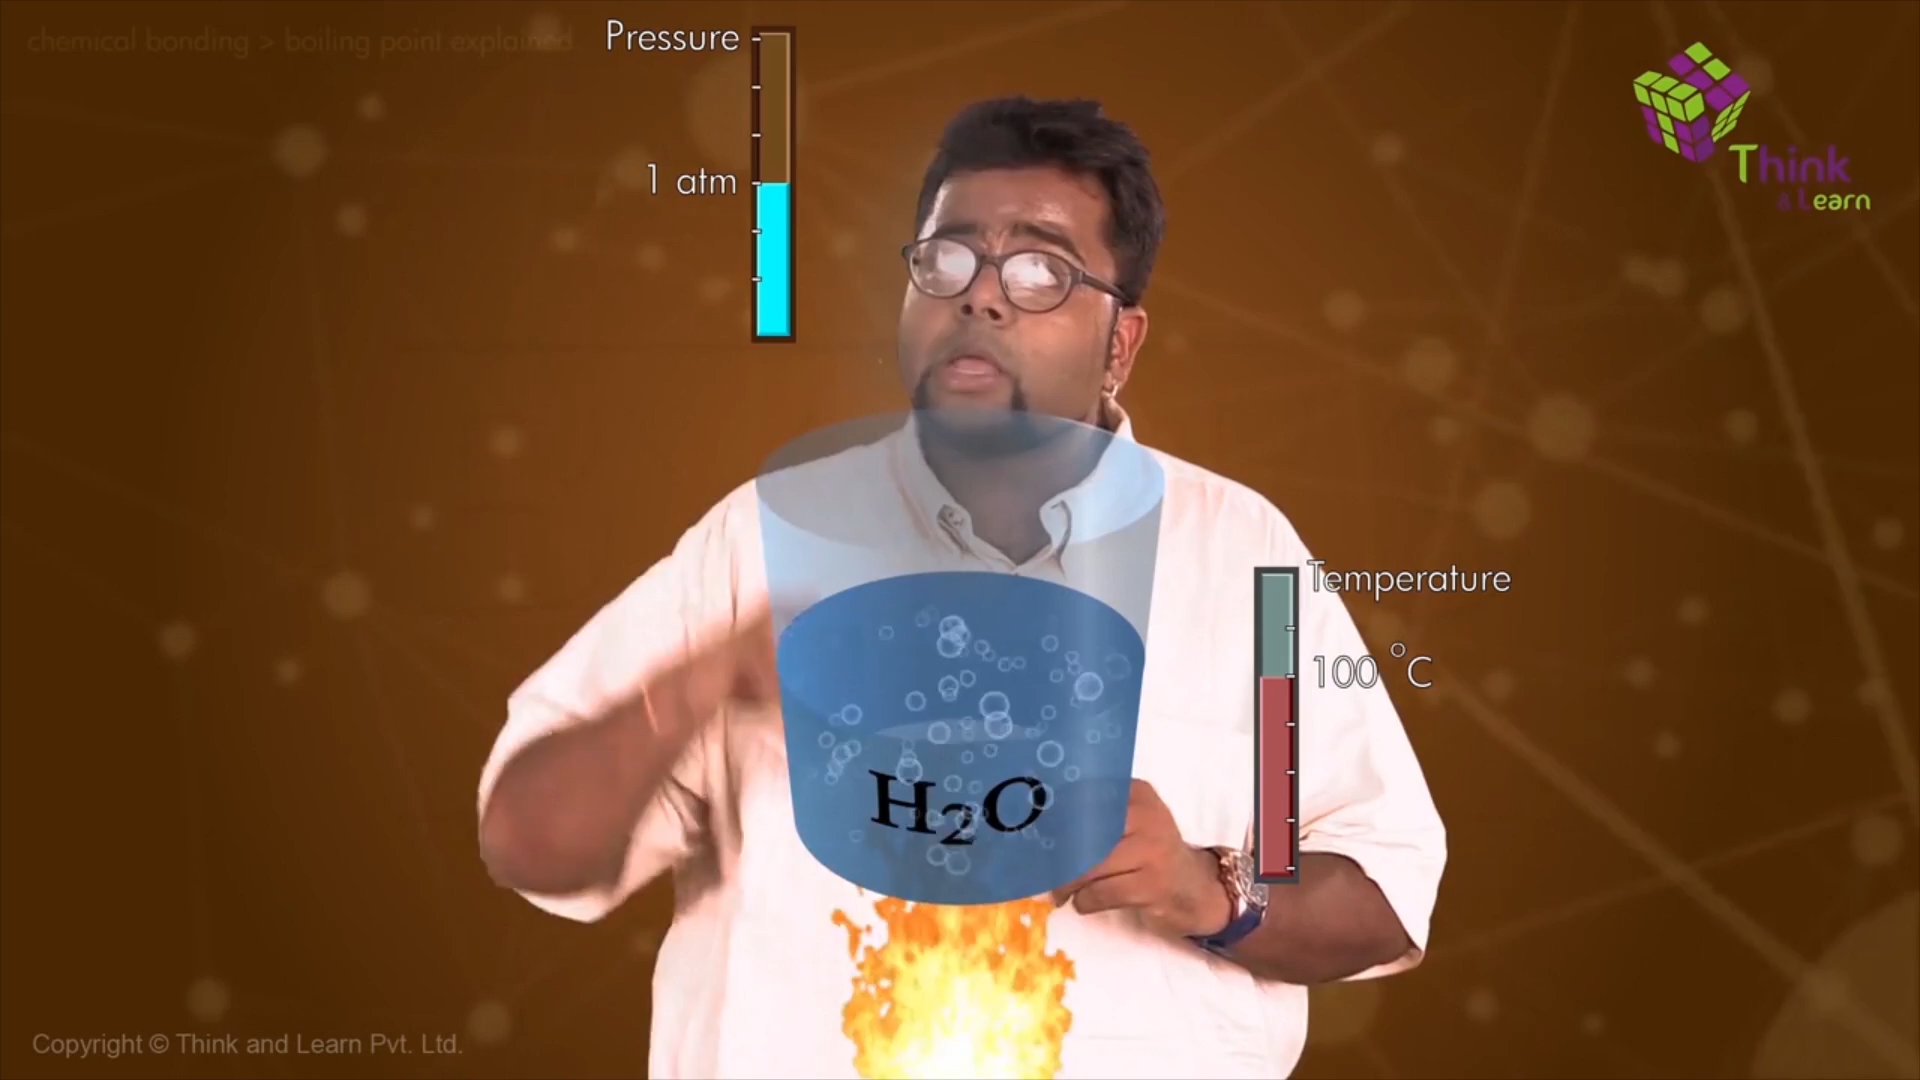 chemical bonding > boiling point explained
Pressure
1 atm
Think
& Learn
Temperature
100 °C
H₂O
Copyright © Think and Learn Pvt. Ltd.